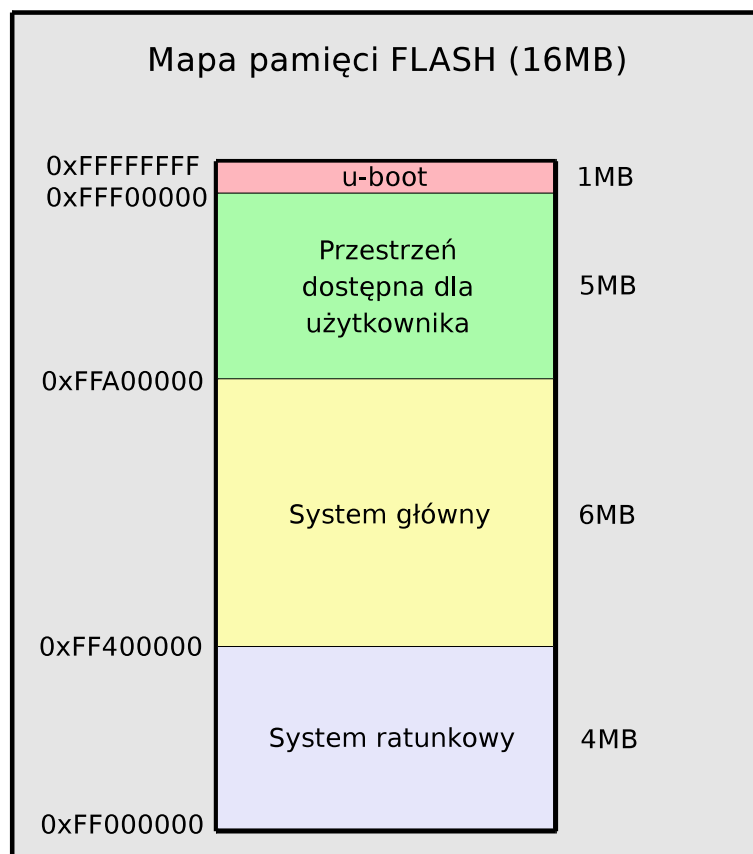 Mapa pamięci FLASH (16MB)
0xFFFFFFFF
u-boot
1MB
0xFFF00000
Przestrzeń
dostępna dla
użytkownika
5MB
0xFFA00000
System główny
6MB
0xFF400000
System ratunkowy
4MB
0xFF000000